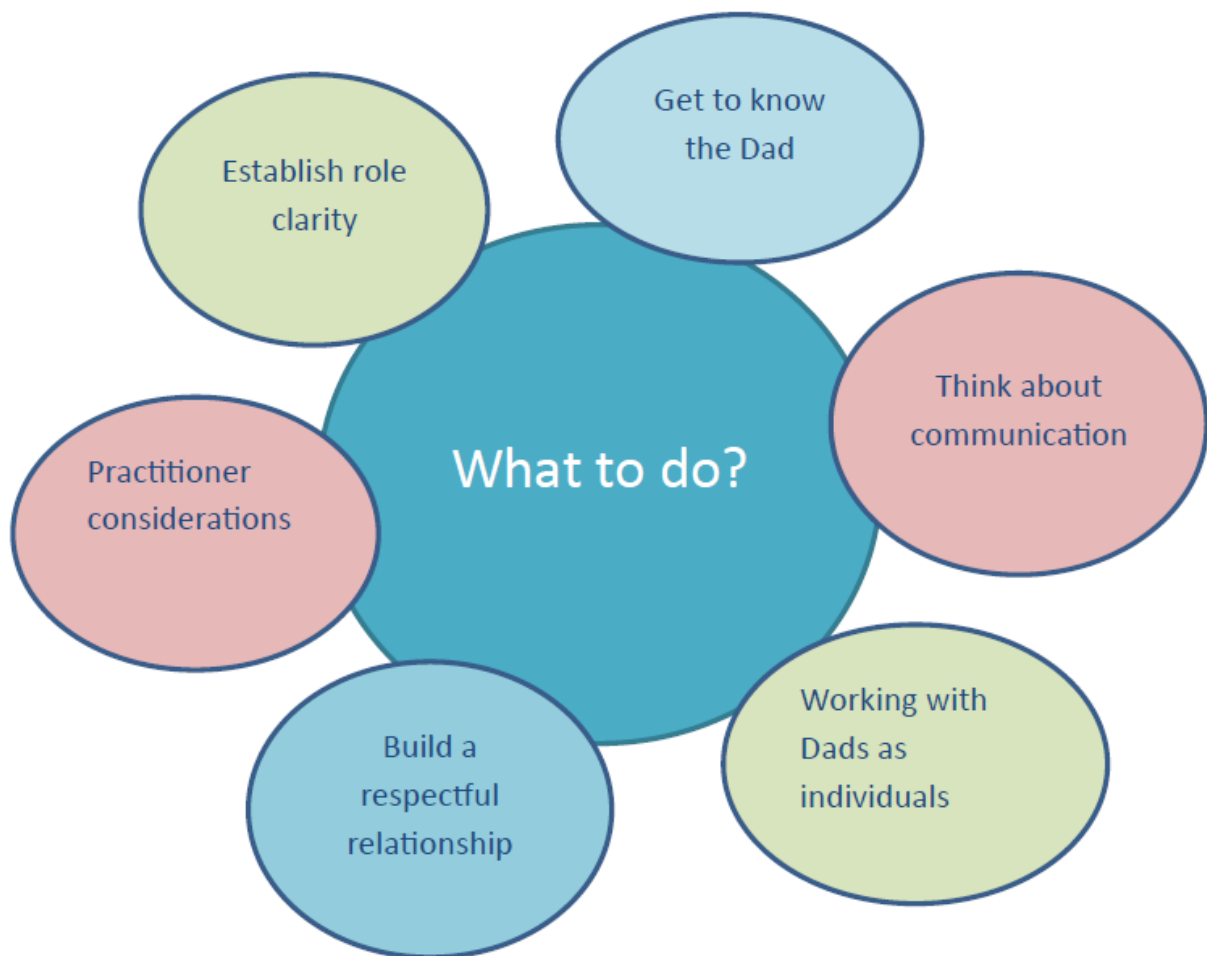 Get to know
the Dad
Establish role
clarity
Think about
communication
What to do?
Practitioner
considerations
Working with
Dads as
individuals
Build a
respectful
relationship